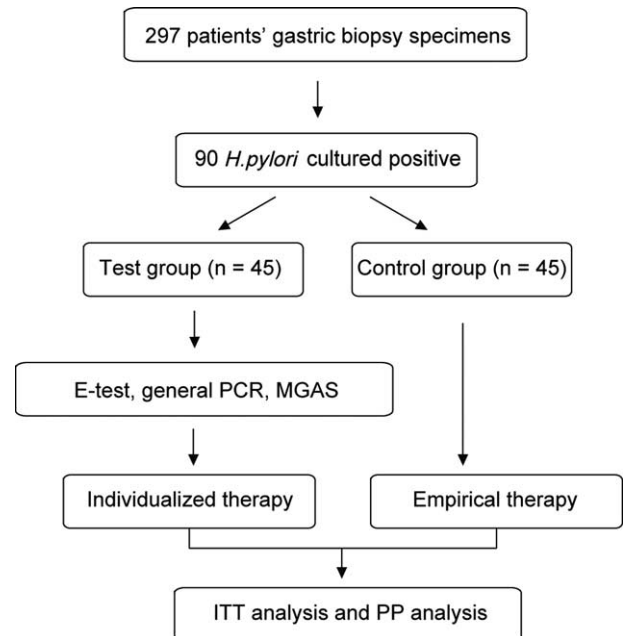 297 patients’ gastric biopsy specimens
90 H.pylori cultured positive
Test group (n = 45)
Control group (n = 45)
E-test, general PCR, MGAS
Individualized therapy
Empirical therapy
ITT analysis and PP analysis